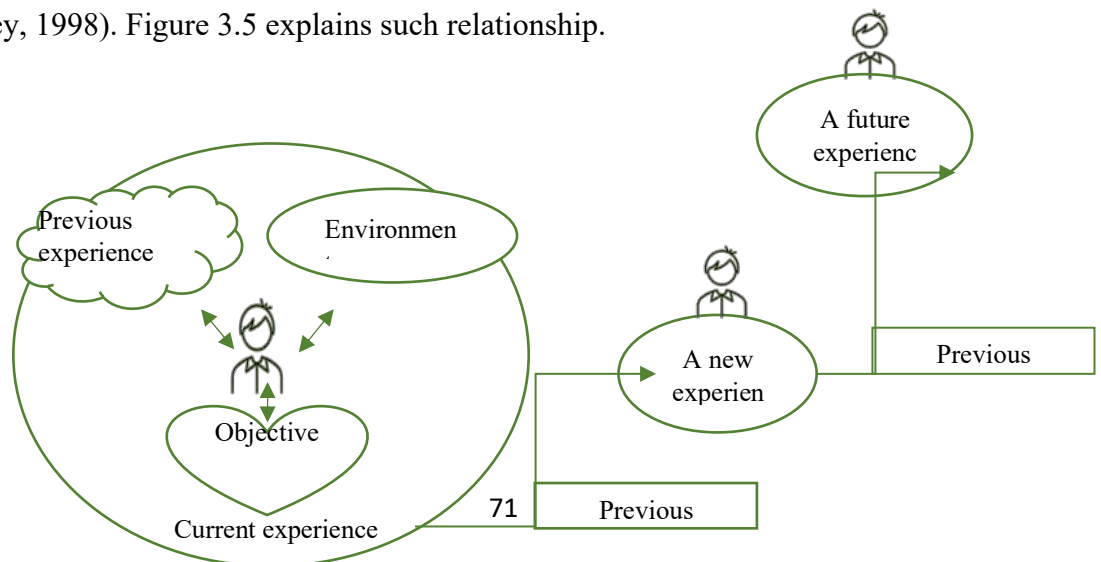 ey, 1998). Figure 3.5 explains such relationship.
A future
experienc
Previous
experience
Environmen
A new
experien
Previous
Objective
71
Previous
Current experience